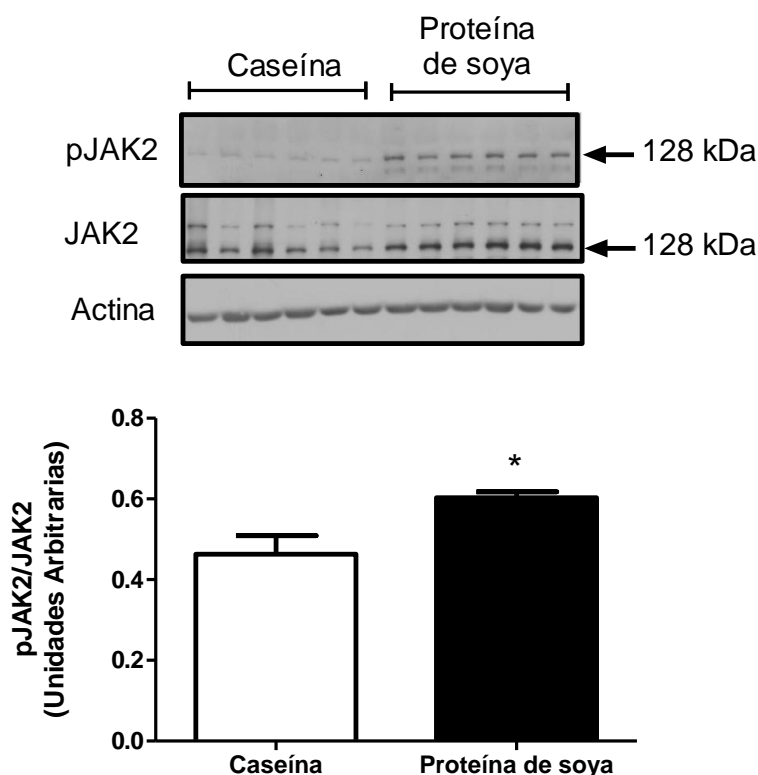 Caseína
Proteína
de soya
pJAK2
128 kDa
JAK2
128 kDa
Actina
pJAK2/JAK2
(Unidades Arbitrarias)
0.8
0.6
0.4
0.2
0.0
*
Caseína
Proteína de soya